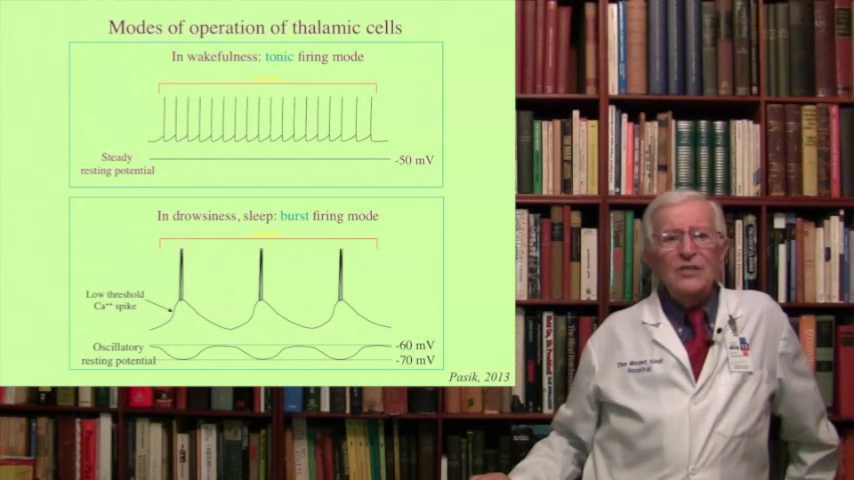 Modes of operation of thalamic cells
In wakefulness: tonic firing mode
Steady
resting potential
-50 mV
In drowsiness, sleep: burst firing mode
Low threshold
Ca⁺⁺ spike
Oscillatory
resting potential
-60 mV
-70 mV
Pasik, 2013
The Mount Sinai
Hospital